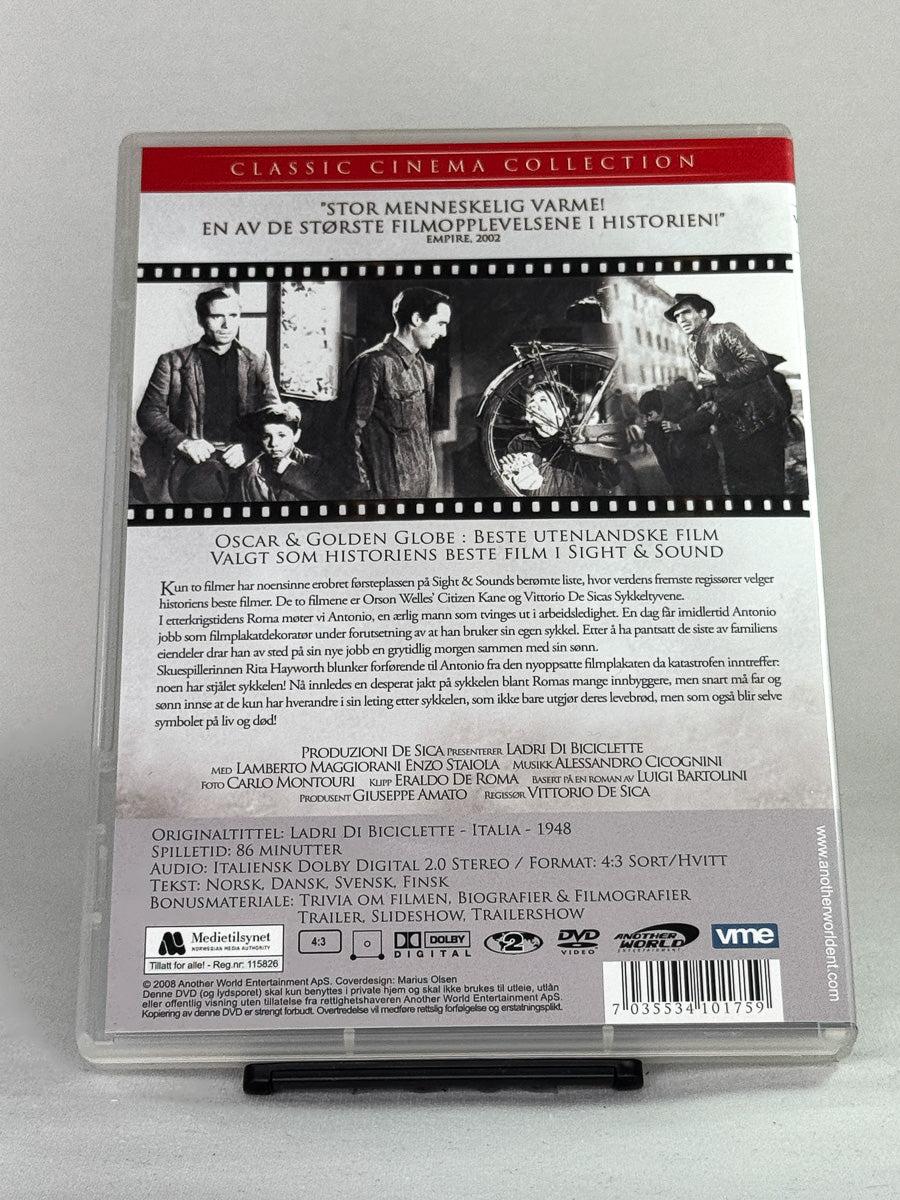 CLASSIC CINEMA COLLECTION
"STOR MENNESKELIG VARME!
EN AV DE STØRSTE FILMOPPLEVELSENE I HISTORIEN!"
EMPIRE, 2002
OSCAR & GOLDEN GLOBE : BESTE UTENLANDSKE FILM
VALGT SOM HISTORIENS BESTE FILM I SIGHT & SOUND
Kun to filmer har noensinne erobret førsteplassen på Sight & Sounds berømte liste, hvor verdens fremste regissører velger
historiens beste filmer. De to filmene er Orson Welles' Citizen Kane og Vittorio De Sicas Sykkeltyvene.
I etterkrigstidens Roma møter vi Antonio, en ærlig mann som tvinges ut i arbeidsledighet. En dag får imidlertid Antonio
jobb som filmplakatdekoratør under forutsetning av at han bruker sin egen sykkel. Etter å ha pantsatt de siste av familiens
eiendeler drar han av sted på sin nye jobb en grytidlig morgen sammen med sin sønn.
Skuespillerinnen Rita Hayworth blunker forførende til Antonio fra den nyoppsatte filmplakaten da katastrofen inntreffer:
noen har stjålet sykkelen! Nå innledes en desperat jakt på sykkelen blant Romas mange innbyggere, men snart må far og
sønn innse at de kun har hverandre i sin leting etter sykkelen, som ikke bare utgjør deres levebrød, men som også blir selve
symbolet på liv og død!
PRODUZIONI DE SICA PRESENTERER LADRI DI BICICLETTE
MED LAMBERTO MAGGIORANI ENZO STAIOLA MUSIKK ALESSANDRO CICOGNINI
FOTO CARLO MONTOURI KLIPP ERALDO DE ROMA BASERT PÅ EN ROMAN AV LUIGI BARTOLINI
PRODUSENT GIUSEPPE AMATO REGISSØR VITTORIO DE SICA
ORIGINALTITTEL: LADRI DI BICICLETTE - ITALIA - 1948
SPILLETID: 86 MINUTTER
AUDIO: ITALIENSK DOLBY DIGITAL 2.0 STEREO / FORMAT: 4:3 SORT/HVITT
TEKST: NORSK, DANSK, SVENSK, FINSK
BONUSMATERIALE: TRIVIA OM FILMEN, BIOGRAFIER & FILMOGRAFIER
TRAILER, SLIDESHOW, TRAILERSHOW
Medietilsynet
NORWEGIAN MEDIA AUTHORITY
Tillatt for alle! - Reg.nr: 115826
4:3
DOLBY
DIGITAL
2
DVD
VIDEO
ANOTHER
WORLD
ENTERTAINMENT
vme
© 2008 Another World Entertainment ApS. Coverdesign: Marius Olsen
Denne DVD (og lydsporet) skal kun benyttes i private hjem og skal ikke brukes til utleie, utlån
eller offentlig visning uten tillatelse fra rettighetshaveren Another World Entertainment ApS.
Kopiering av denne DVD er strengt forbudt. Overtredelse vil medføre rettslig forfølgelse og erstatningsplikt.
7 035534 101759
www.anotherworldent.com